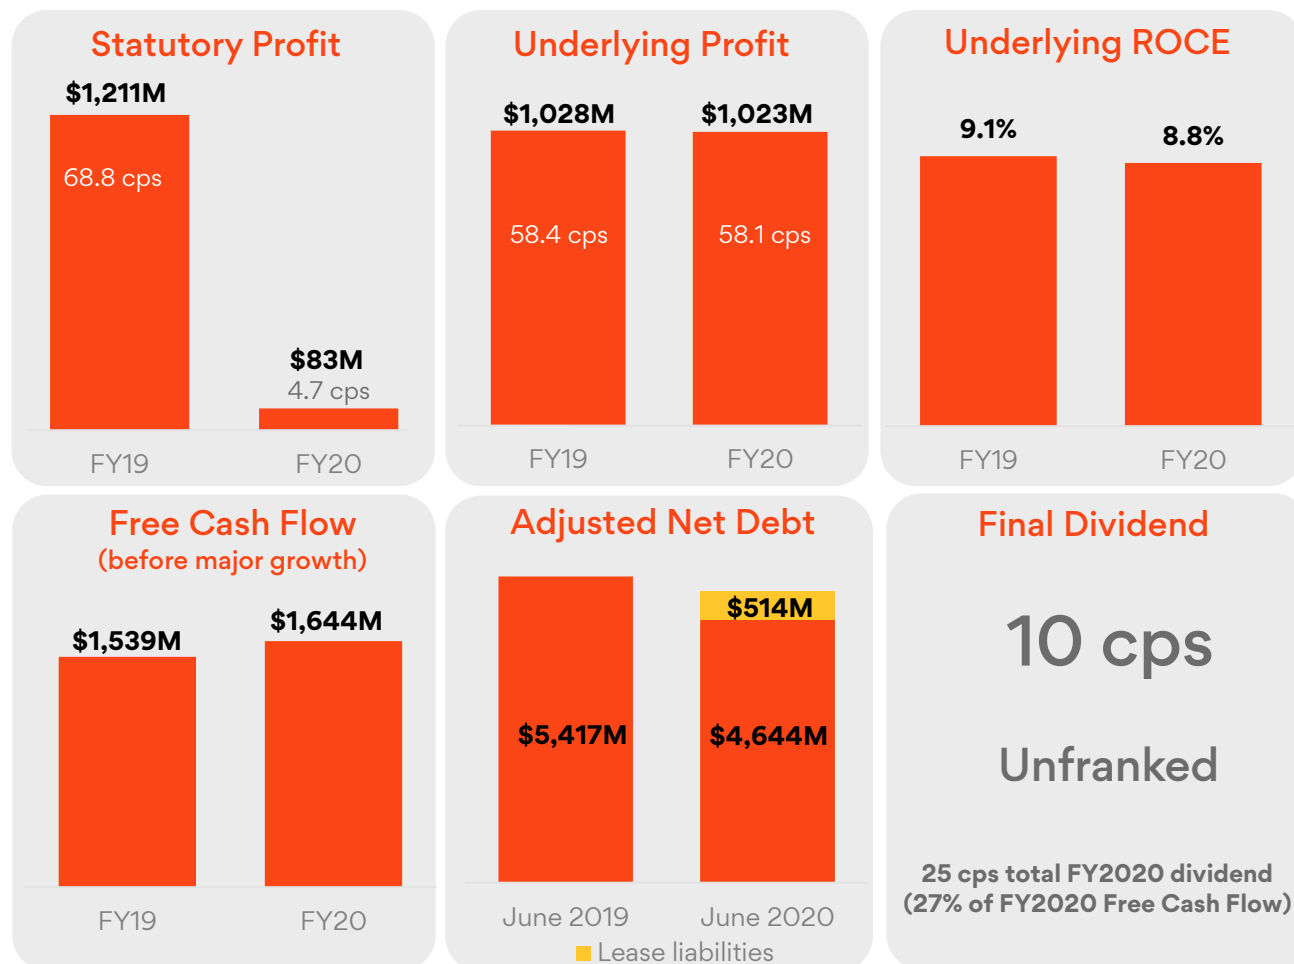 Statutory Profit
$1,211M
68.8 cps
$83M
4.7 cps
FY19 FY20
Underlying Profit
$1,028M $1,023M
58.4 cps 58.1 cps
FY19 FY20
Underlying ROCE
9.1% 8.8%
FY19 FY20
Free Cash Flow
(before major growth)
$1,539M $1,644M
FY19 FY20
Adjusted Net Debt
$514M
$5,417M $4,644M
June 2019 June 2020
Lease liabilities
Final Dividend
10 cps
Unfranked
25 cps total FY2020 dividend
(27% of FY2020 Free Cash Flow)